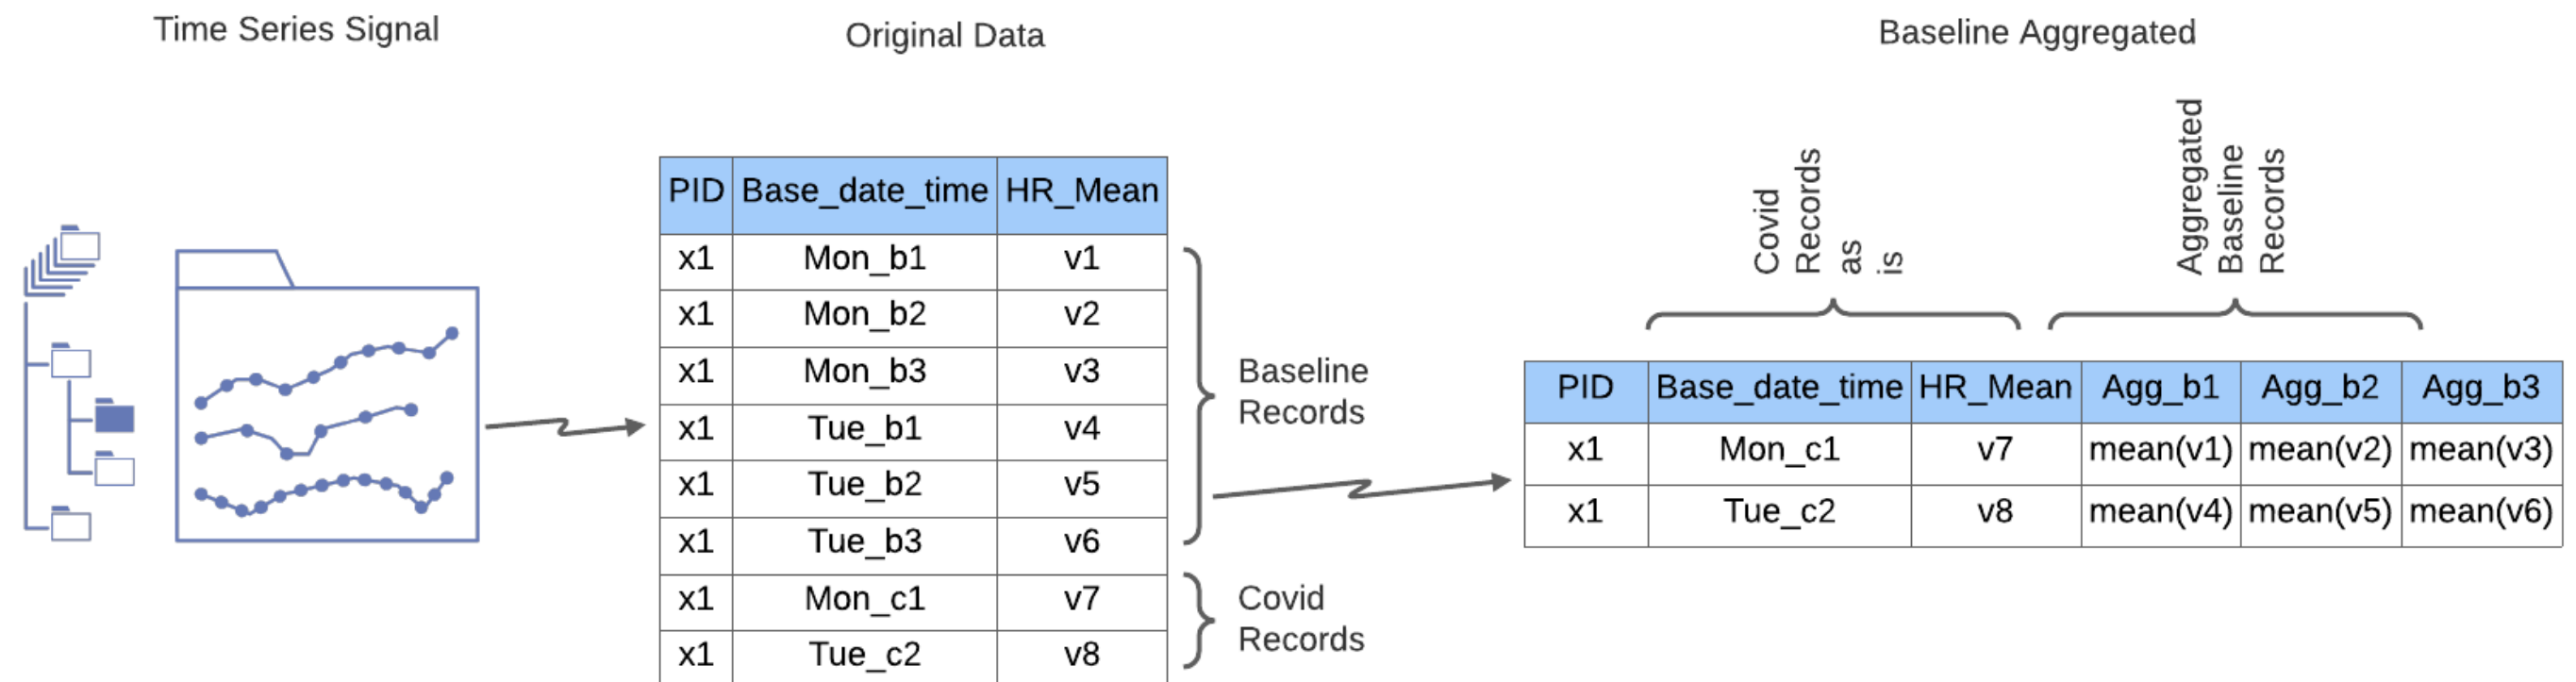 Time Series Signal
Original Data
Baseline Aggregated
PID Base_date_time HR_Mean
x1 Mon_b1 v1
x1 Mon_b2 v2
x1 Mon_b3 v3
x1 Tue_b1 v4
x1 Tue_b2 v5
x1 Tue_b3 v6
x1 Mon_c1 v7
x1 Tue_c2 v8
Baseline
Records
Covid
Records
Covid
Records
as
is
Aggregated
Baseline
Records
PID Base_date_time HR_Mean Agg_b1 Agg_b2 Agg_b3
x1 Mon_c1 v7 mean(v1) mean(v2) mean(v3)
x1 Tue_c2 v8 mean(v4) mean(v5) mean(v6)